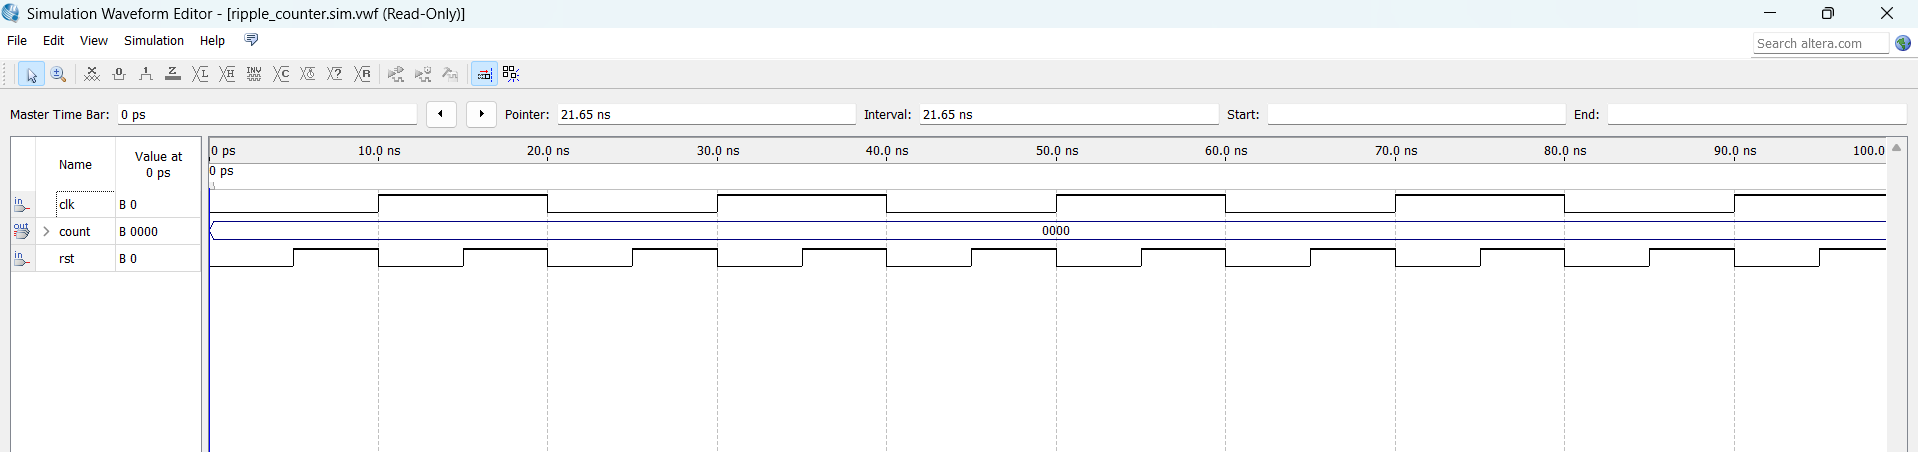 Simulation Waveform Editor - [ripple_counter.sim.vwf (Read-Only)]
File Edit View Simulation Help
Search altera.com
Master Time Bar: 0 ps Pointer: 21.65 ns Interval: 21.65 ns Start: End:
Name Value at 0 ps
0 ps 10.0 ns 20.0 ns 30.0 ns 40.0 ns 50.0 ns 60.0 ns 70.0 ns 80.0 ns 90.0 ns 100.0
0 ps
in clk B 0
out count B 0000 0000
in rst B 0